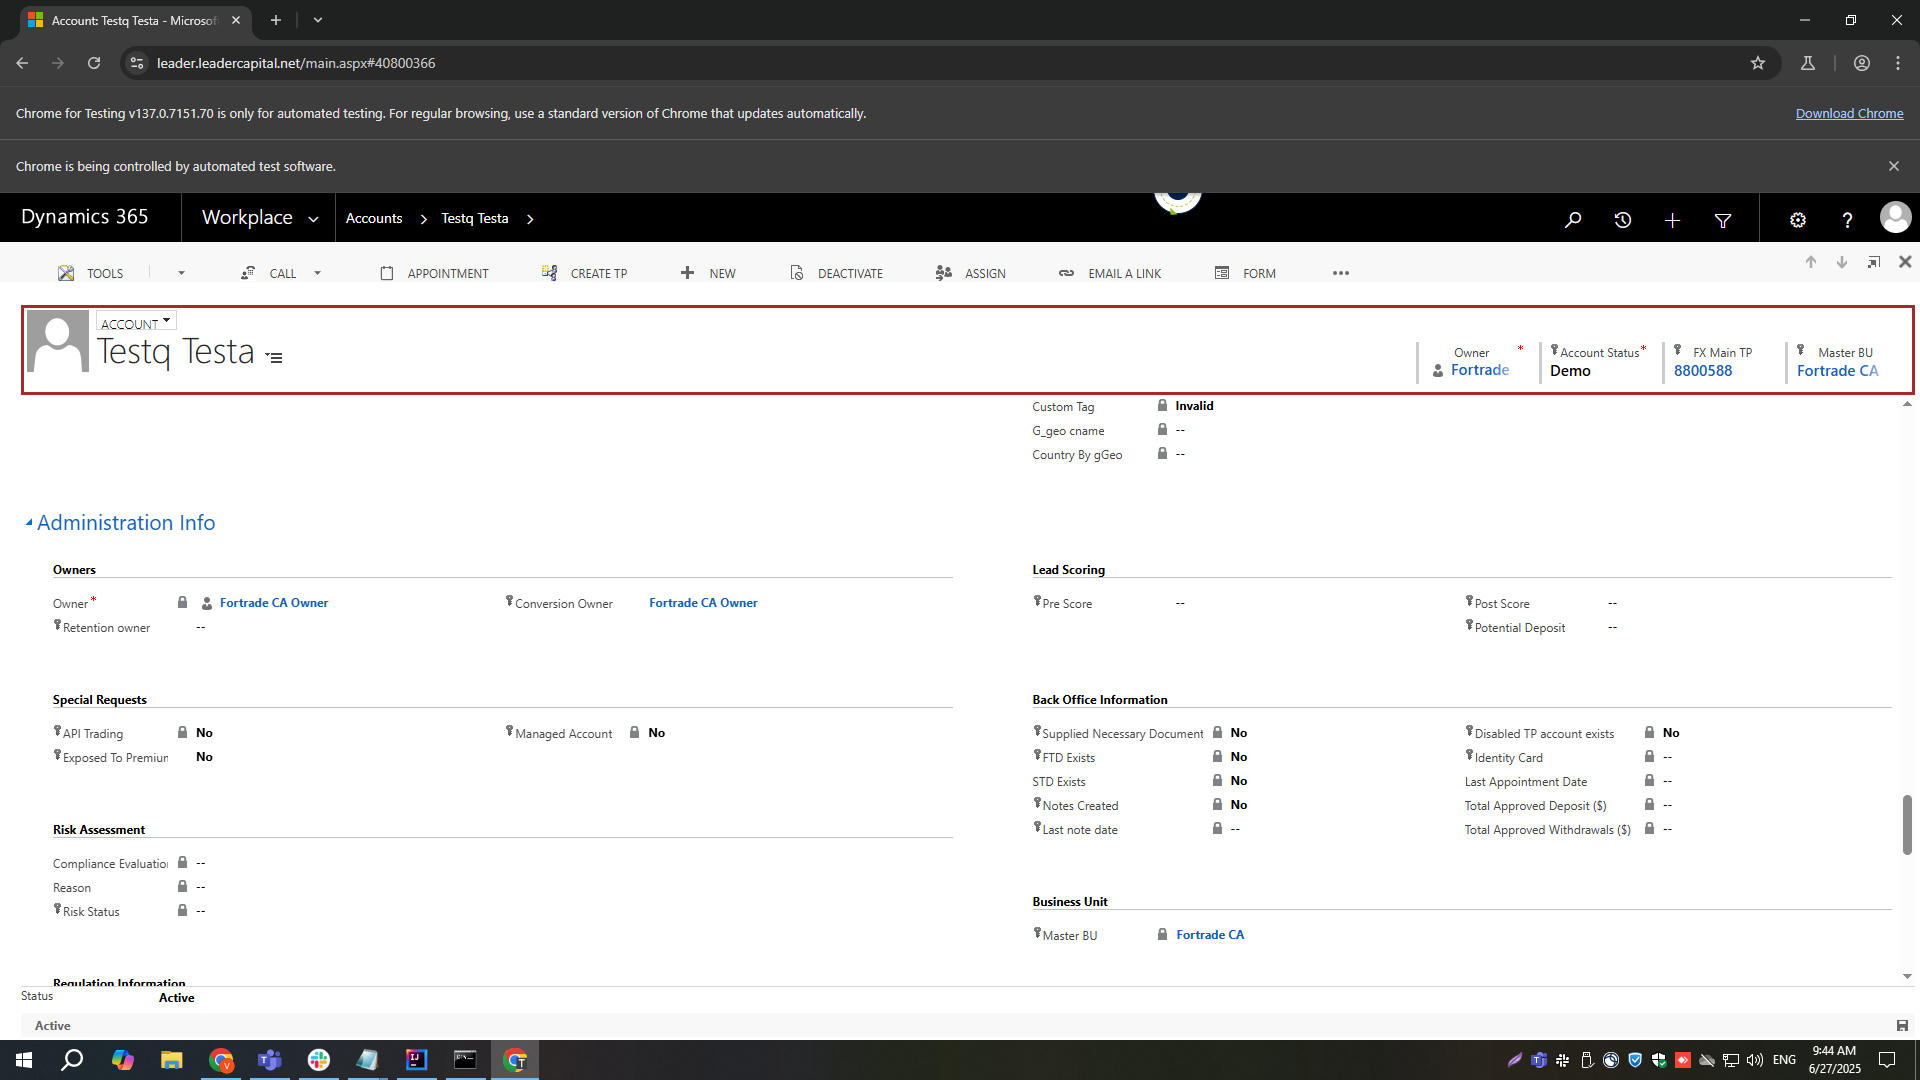 Account: Testq Testa - Microsof
leader.leadercapital.net/main.aspx#40800366
Chrome for Testing v137.0.7151.70 is only for automated testing. For regular browsing, use a standard version of Chrome that updates automatically.
Download Chrome
Chrome is being controlled by automated test software.
Dynamics 365
Workplace
Accounts
Testq Testa
TOOLS
CALL
APPOINTMENT
CREATE TP
NEW
DEACTIVATE
ASSIGN
EMAIL A LINK
FORM
ACCOUNT
Testq Testa
Owner *
Fortrade
Account Status *
Demo
FX Main TP
8800588
Master BU
Fortrade CA
Custom Tag Invalid
G_geo cname --
Country By gGeo --
Administration Info
Owners
Owner * Fortrade CA Owner
Conversion Owner Fortrade CA Owner
Retention owner --
Lead Scoring
Pre Score --
Post Score --
Potential Deposit --
Special Requests
API Trading No
Managed Account No
Exposed To Premiun No
Back Office Information
Supplied Necessary Document No
Disabled TP account exists No
FTD Exists No
Identity Card --
STD Exists No
Last Appointment Date --
Notes Created No
Total Approved Deposit ($) --
Last note date --
Total Approved Withdrawals ($) --
Risk Assessment
Compliance Evaluatio --
Reason --
Risk Status --
Business Unit
Master BU Fortrade CA
Regulation Information
Status Active
Active
ENG
9:44 AM
6/27/2025